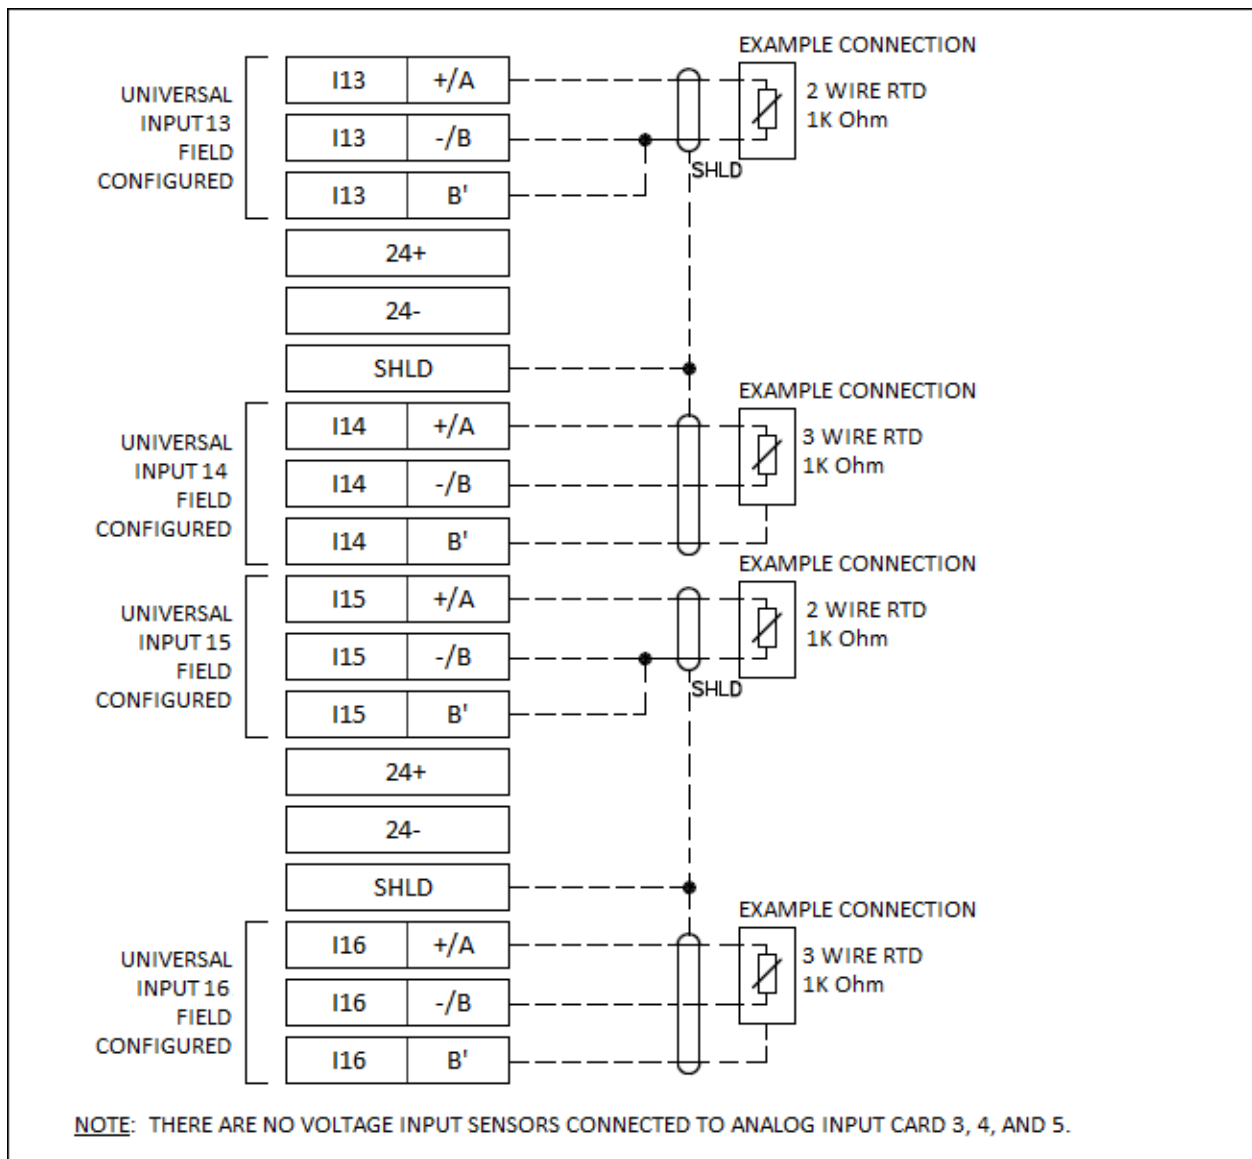 EXAMPLE CONNECTION
UNIVERSAL
INPUT 13
FIELD
CONFIGURED
I13 +/A
I13 -/B
I13 B'
2 WIRE RTD
1K Ohm
SHLD
24+
24-
SHLD
EXAMPLE CONNECTION
UNIVERSAL
INPUT 14
FIELD
CONFIGURED
I14 +/A
I14 -/B
I14 B'
3 WIRE RTD
1K Ohm
EXAMPLE CONNECTION
UNIVERSAL
INPUT 15
FIELD
CONFIGURED
I15 +/A
I15 -/B
I15 B'
2 WIRE RTD
1K Ohm
SHLD
24+
24-
SHLD
EXAMPLE CONNECTION
UNIVERSAL
INPUT 16
FIELD
CONFIGURED
I16 +/A
I16 -/B
I16 B'
3 WIRE RTD
1K Ohm
NOTE: THERE ARE NO VOLTAGE INPUT SENSORS CONNECTED TO ANALOG INPUT CARD 3, 4, AND 5.